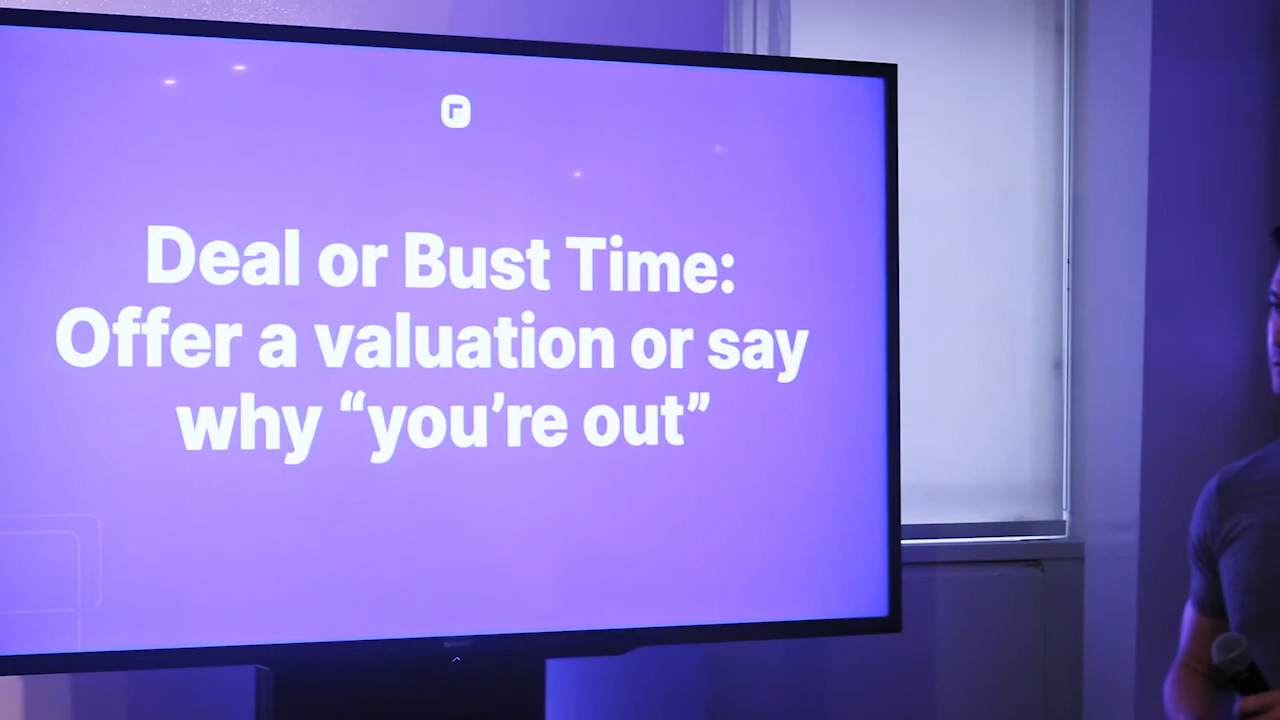 Deal or Bust Time:
Offer a valuation or say
why “you’re out”